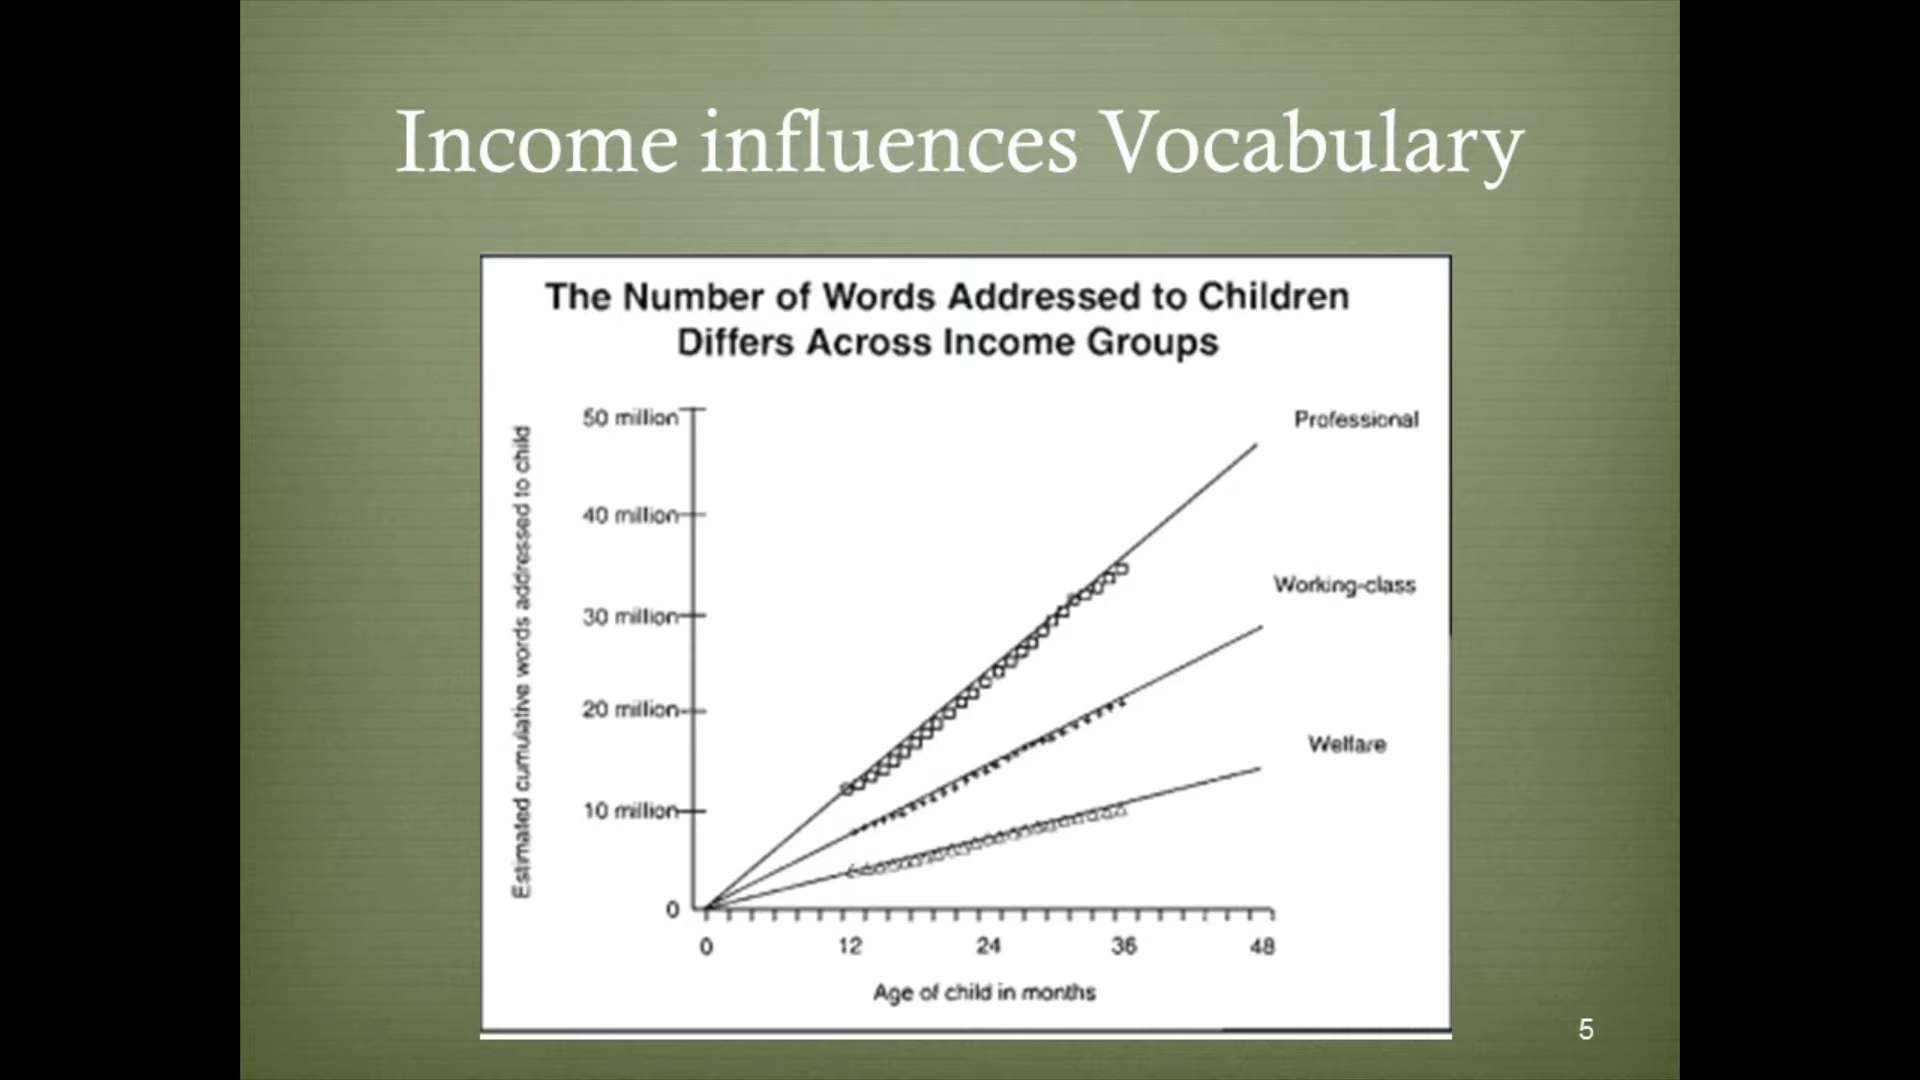 Income influences Vocabulary
The Number of Words Addressed to Children
Differs Across Income Groups
Estimated cumulative words addressed to child
50 million
40 million
30 million
20 million
10 million
0
Professional
Working-class
Welfare
0 12 24 36 48
Age of child in months
5